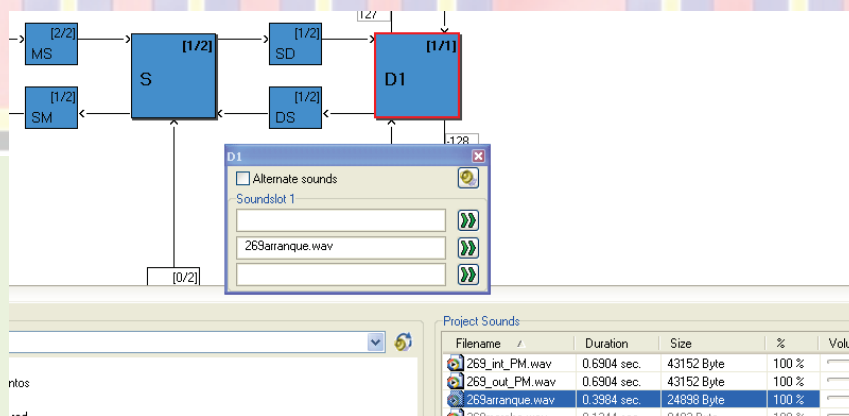 127
[2/2]
MS
[1/2]
S
[1/2]
SD
[1/1]
D1
[1/2]
SM
[1/2]
DS
-128
D1
Alternate sounds
Soundslot 1
269arranque.wav
[0/2]
Project Sounds
Filename Duration Size % Volu
269_int_PM.wav 0.6904 sec. 43152 Byte 100 %
269_out_PM.wav 0.6904 sec. 43152 Byte 100 %
269arranque.wav 0.3984 sec. 24898 Byte 100 %
ntos